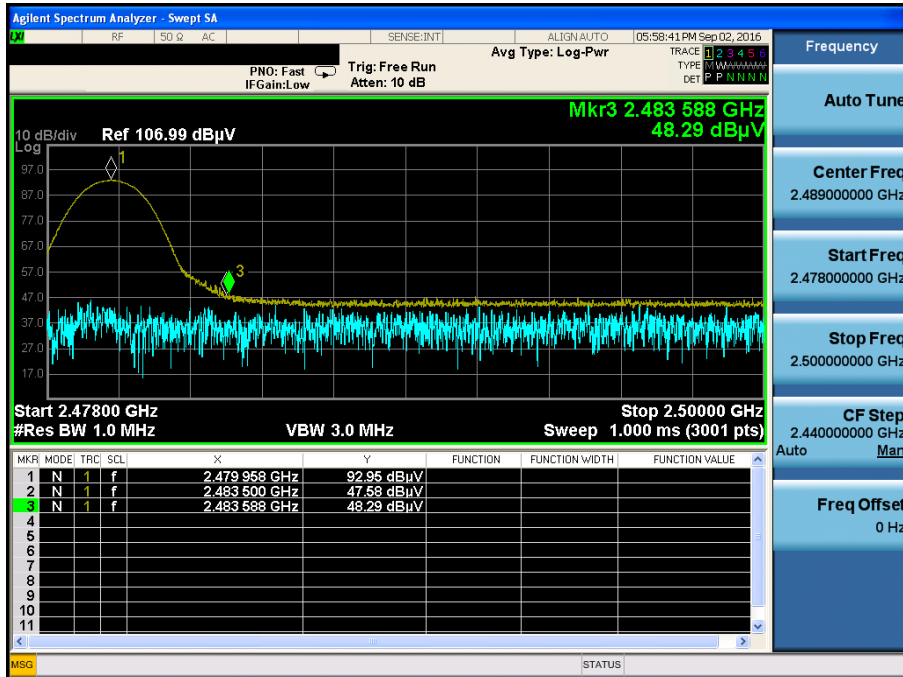 Agilent Spectrum Analyzer - Swept SA
LXI RF 50 Ω AC SENSE:INT ALIGN AUTO 05:58:41 PM Sep 02, 2016
Avg Type: Log-Pwr
TRACE 1 2 3 4 5 6
PNO: Fast Trig: Free Run
IFGain:Low Atten: 10 dB
TYPE M
DET P P N N N N
Frequency
Mkr3 2.483 588 GHz
48.29 dBµV
10 dB/div Ref 106.99 dBµV
Log
97.0
87.0
77.0
67.0
57.0
47.0
37.0
27.0
17.0
1
3
Start 2.47800 GHz Stop 2.50000 GHz
#Res BW 1.0 MHz VBW 3.0 MHz Sweep 1.000 ms (3001 pts)
MKR MODE TRC SCL X Y FUNCTION FUNCTION WIDTH FUNCTION VALUE
1 N 1 f 2.479 958 GHz 92.95 dBµV
2 N 1 f 2.483 500 GHz 47.58 dBµV
3 N 1 f 2.483 588 GHz 48.29 dBµV
4
5
6
7
8
9
10
11
MSG STATUS
Auto Tune
Center Freq
2.489000000 GHz
Start Freq
2.478000000 GHz
Stop Freq
2.500000000 GHz
CF Step
2.440000000 GHz
Auto Man
Freq Offset
0 Hz